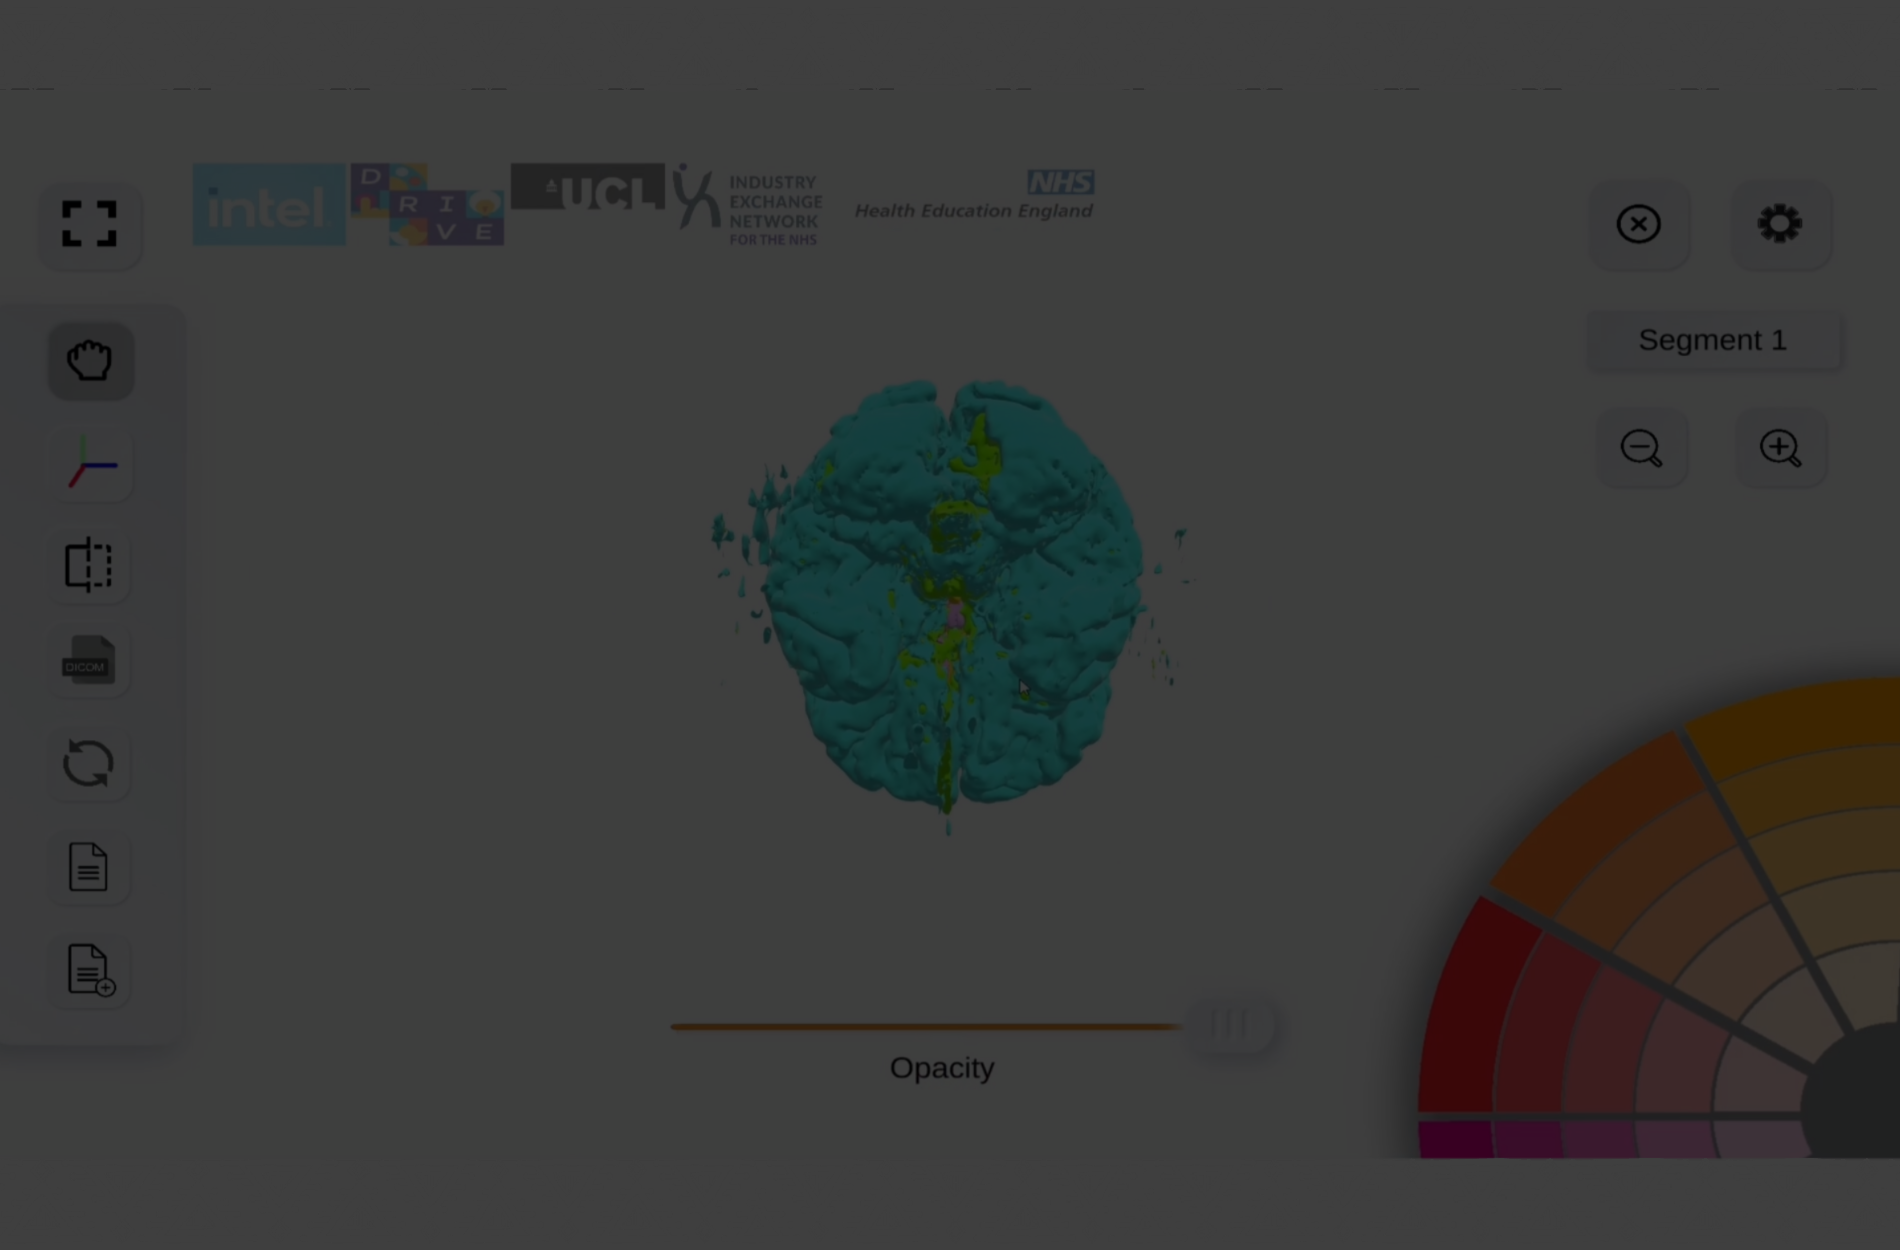 intel.
D
R I
L
V E
UCL
INDUSTRY
EXCHANGE
NETWORK
FOR THE NHS
NHS
Health Education England
Segment 1
DICOM
Opacity